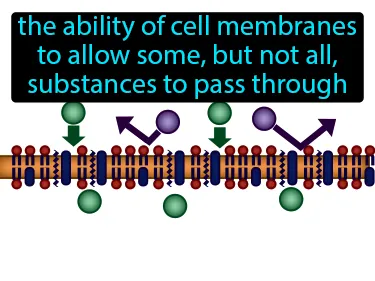 the ability of cell membranes
to allow some, but not all,
substances to pass through